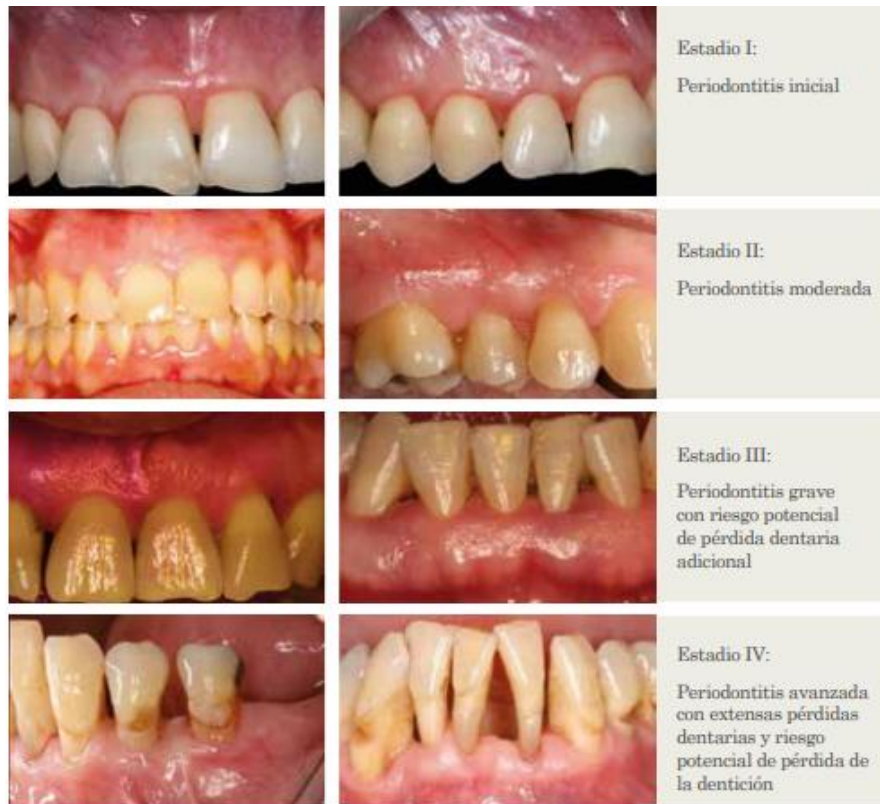 Estadio I:
Periodontitis inicial
Estadio II:
Periodontitis moderada
Estadio III:
Periodontitis grave
con riesgo potencial
de pérdida dentaria
adicional
Estadio IV:
Periodontitis avanzada
con extensas pérdidas
dentarias y riesgo
potencial de pérdida de
la dentición